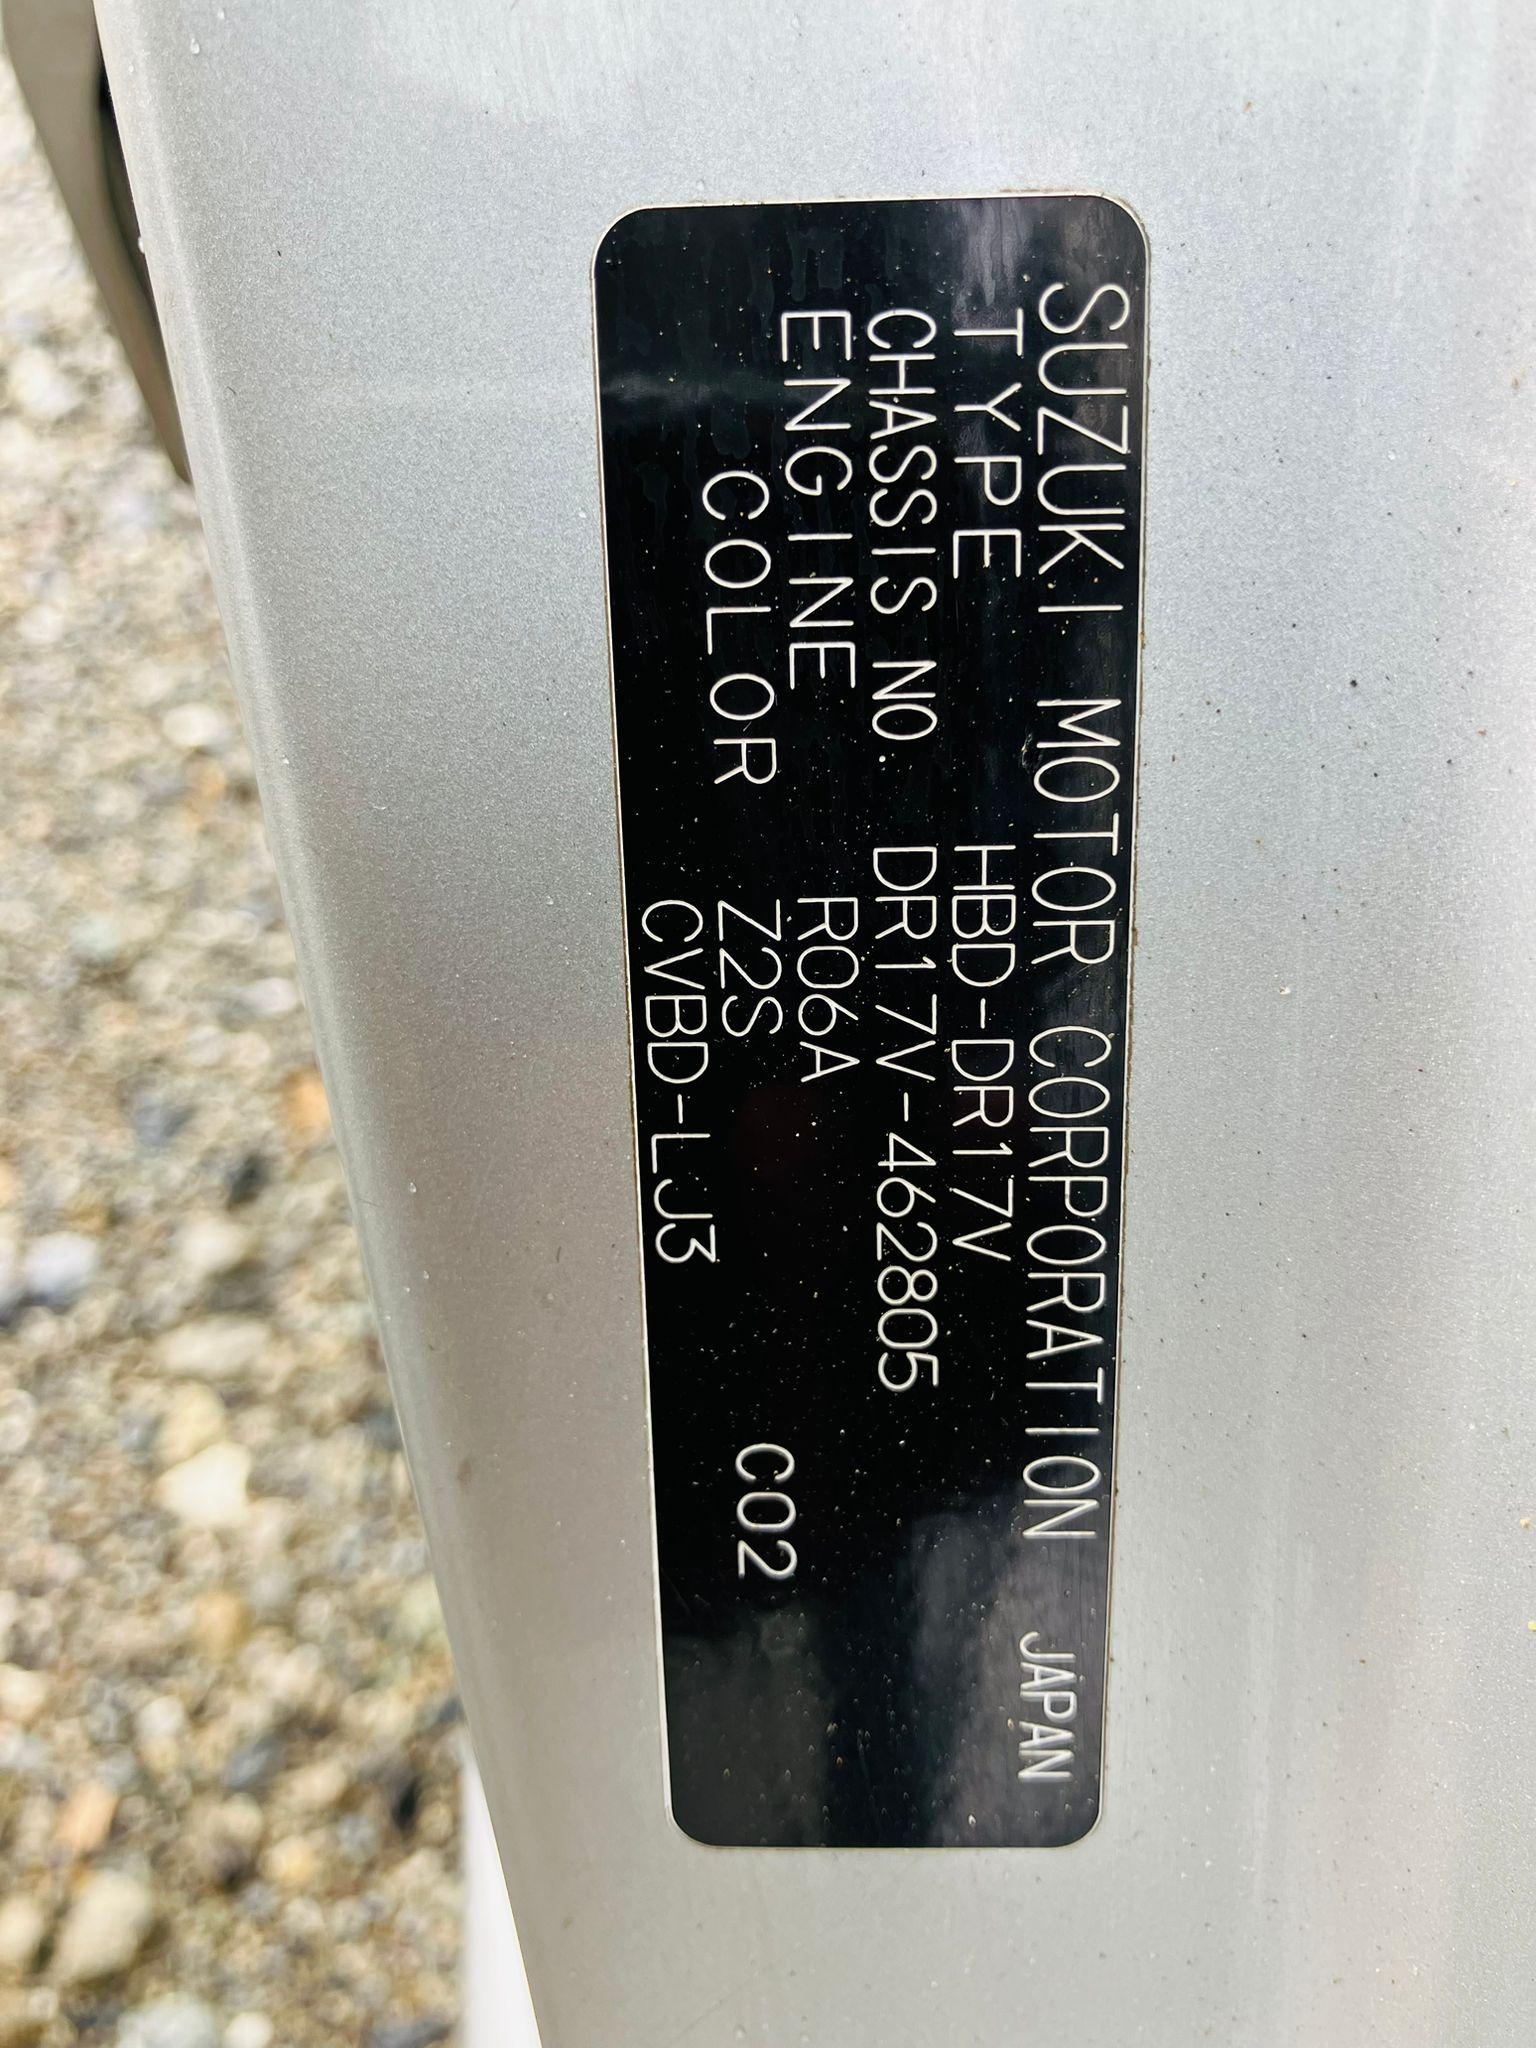 SUZUKI MOTOR CORPORATION JAPAN
TYPE HBD-DR17V
CHASSIS NO. DR17V-462805
ENGINE R06A
COLOR Z2S C02
CVBD-LJ3